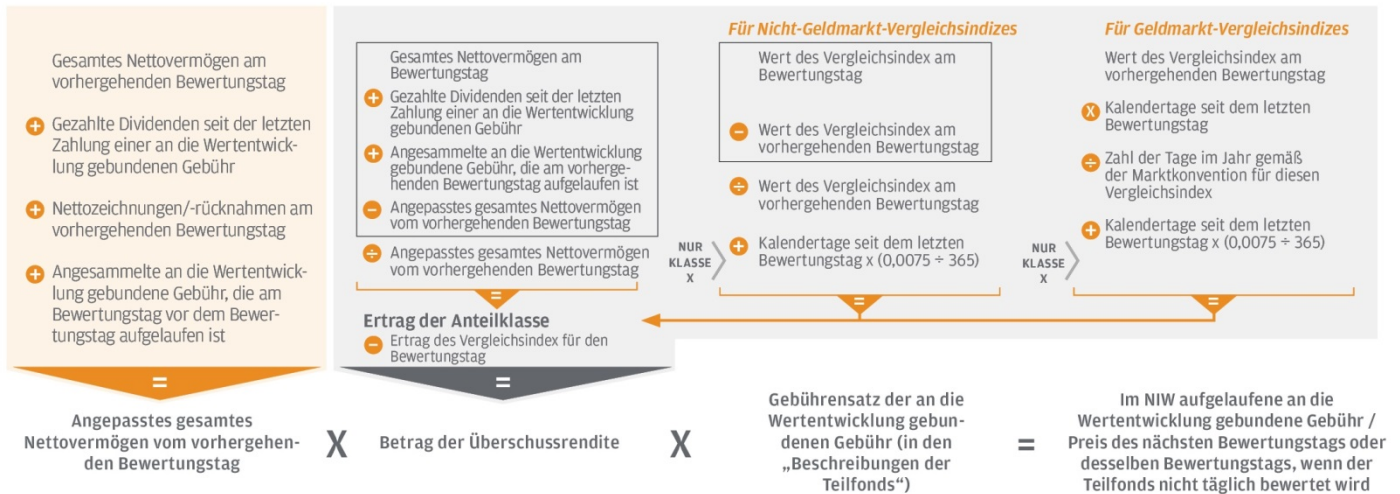 Gesamtes Nettovermögen am
vorhergehenden Bewertungstag
+ Gezahlte Dividenden seit der letzten
Zahlung einer an die Wertentwick-
lung gebundenen Gebühr
+ Nettozeichnungen/-rücknahmen am
vorhergehenden Bewertungstag
+ Angesammelte an die Wertentwick-
lung gebundene Gebühr, die am
Bewertungstag vor dem Bewer-
tungstag aufgelaufen ist
=
Angepasstes gesamtes
Nettovermögen vom vorhergehen-
den Bewertungstag
X
Gesamtes Nettovermögen am
Bewertungstag
+ Gezahlte Dividenden seit der letzten
Zahlung einer an die Wertentwicklung
gebundenen Gebühr
+ Angesammelte an die Wertentwicklung
gebundene Gebühr, die am vorherge-
henden Bewertungstag aufgelaufen ist
− Angepasstes gesamtes Nettovermögen
vom vorhergehenden Bewertungstag
÷ Angepasstes gesamtes Nettovermögen
vom vorhergehenden Bewertungstag
=
Ertrag der Anteilklasse
− Ertrag des Vergleichsindex für den
Bewertungstag
=
Betrag der Überschussrendite
Für Nicht-Geldmarkt-Vergleichsindizes
Wert des Vergleichsindex am
Bewertungstag
− Wert des Vergleichsindex am
vorhergehenden Bewertungstag
÷ Wert des Vergleichsindex am
vorhergehenden Bewertungstag
NUR
KLASSE
X
+ Kalendertage seit dem letzten
Bewertungstag x (0,0075 ÷ 365)
=
Für Geldmarkt-Vergleichsindizes
Wert des Vergleichsindex am
vorhergehenden Bewertungstag
X Kalendertage seit dem letzten
Bewertungstag
÷ Zahl der Tage im Jahr gemäß
der Marktkonvention für diesen
Vergleichsindex
NUR
KLASSE
X
+ Kalendertage seit dem letzten
Bewertungstag x (0,0075 ÷ 365)
=
X
Gebührensatz der an die
Wertentwicklung gebun-
denen Gebühr (in den
„Beschreibungen der
Teilfonds“)
=
Im NIW aufgelaufene an die
Wertentwicklung gebundene Gebühr /
Preis des nächsten Bewertungstags oder
desselben Bewertungstags, wenn der
Teilfonds nicht täglich bewertet wird